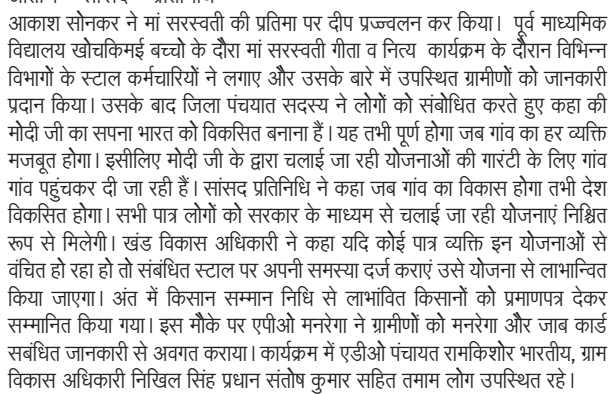 आकाश सोनकर ने मां सरस्वती की प्रतिमा पर दीप प्रज्ज्वलन कर किया। पूर्व माध्यमिक
विद्यालय खोचकिमई बच्चो के दौरा मां सरस्वती गीता व नित्य कार्यक्रम के दौरान विभिन्न
विभागों के स्टाल कर्मचारियों ने लगाए और उसके बारे में उपस्थित ग्रामीणों को जानकारी
प्रदान किया। उसके बाद जिला पंचयात सदस्य ने लोगों को संबोधित करते हुए कहा की
मोदी जी का सपना भारत को विकसित बनाना हैं। यह तभी पूर्ण होगा जब गांव का हर व्यक्ति
मजबूत होगा। इसीलिए मोदी जी के द्वारा चलाई जा रही योजनाओं की गारंटी के लिए गांव
गांव पहुंचकर दी जा रही हैं। सांसद प्रतिनिधि ने कहा जब गांव का विकास होगा तभी देश
विकसित होगा। सभी पात्र लोगों को सरकार के माध्यम से चलाई जा रही योजनाएं निश्चित
रूप से मिलेगी। खंड विकास अधिकारी ने कहा यदि कोई पात्र व्यक्ति इन योजनाओं से
वंचित हो रहा हो तो संबंधित स्टाल पर अपनी समस्या दर्ज कराएं उसे योजना से लाभान्वित
किया जाएगा। अंत में किसान सम्मान निधि से लाभांवित किसानों को प्रमाणपत्र देकर
सम्मानित किया गया। इस मौके पर एपीओ मनरेगा ने ग्रामीणों को मनरेगा और जाब कार्ड
सबंधित जानकारी से अवगत कराया। कार्यक्रम में एडीओ पंचायत रामकिशोर भारतीय, ग्राम
विकास अधिकारी निखिल सिंह प्रधान संतोष कुमार सहित तमाम लोग उपस्थित रहे।